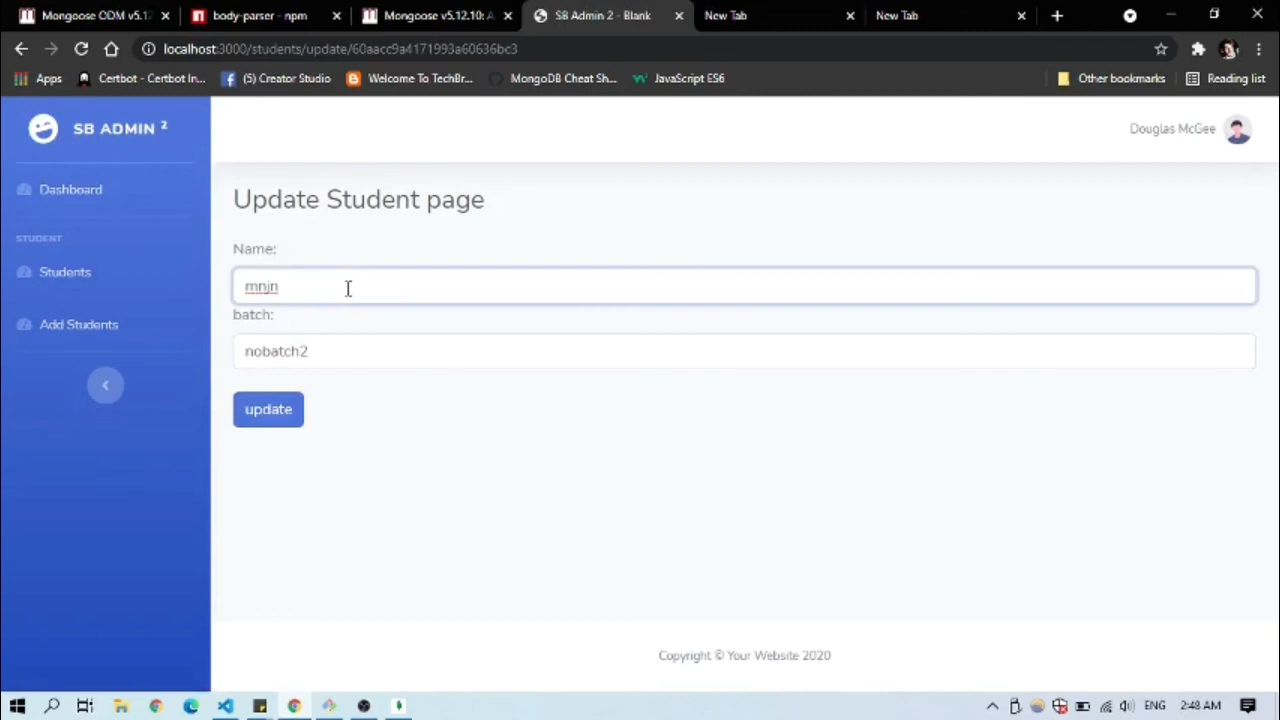 Mongoose ODM v5.12
body-parser - npm
Mongoose v5.12.10: A
SB Admin 2 - Blank
New Tab
New Tab
localhost:3000/students/update/60aacc9a4171993a60636bc3
Apps
Certbot - Certbot In...
(5) Creator Studio
Welcome To TechBr...
MongoDB Cheat Sh...
JavaScript ES6
Other bookmarks
Reading list
SB ADMIN 2
Douglas McGee
Dashboard
STUDENT
Students
Add Students
Update Student page
Name:
mnjn
batch:
nobatch2
update
Copyright © Your Website 2020
ENG
2:48 AM